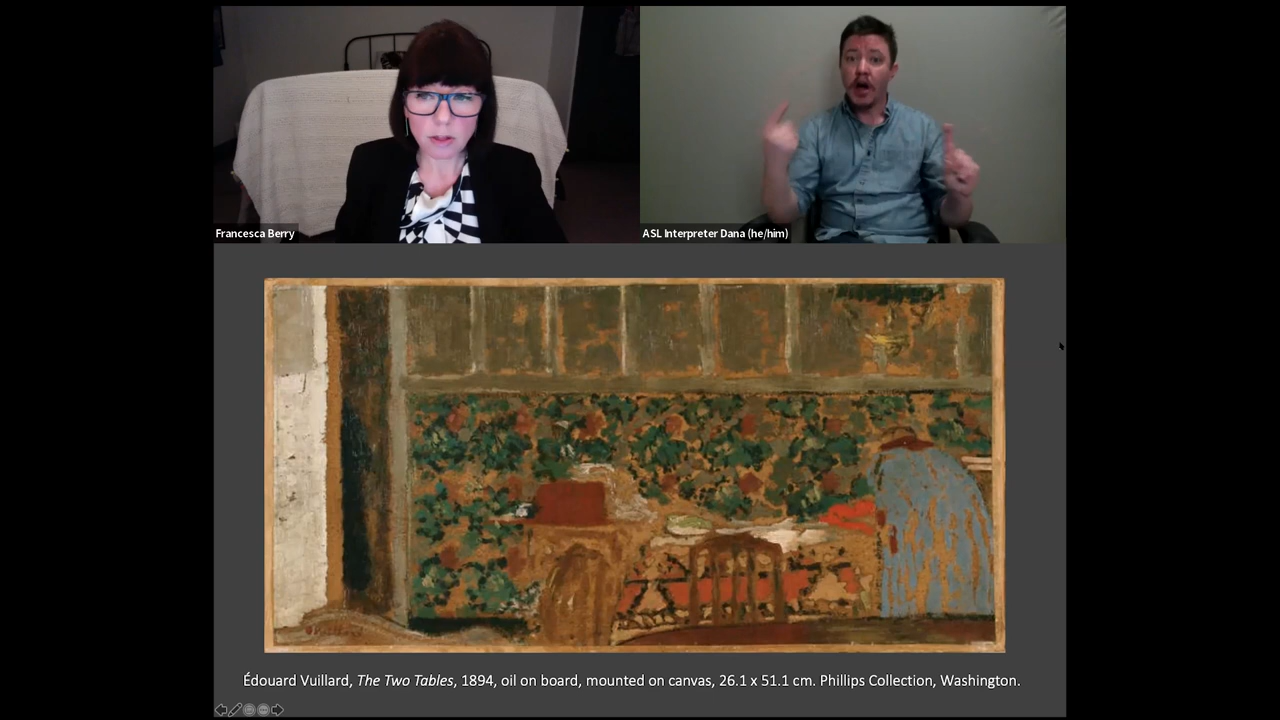 Francesca Berry
ASL Interpreter Dana (he/him)
Édouard Vuillard, The Two Tables, 1894, oil on board, mounted on canvas, 26.1 x 51.1 cm. Phillips Collection, Washington.